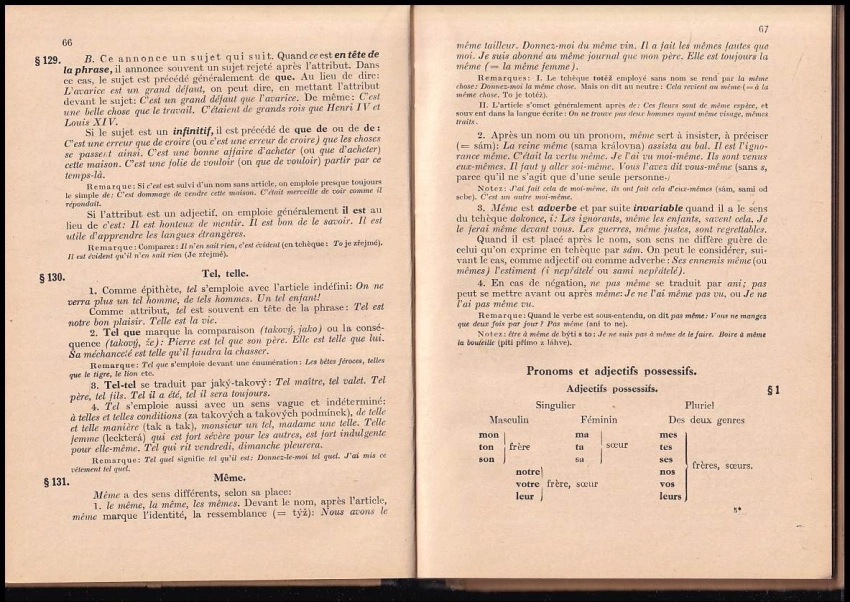 66
§ 129. B. Ce annonce un sujet qui suit. Quand ce est en tête de
la phrase, il annonce souvent un sujet rejeté après l'attribut. Dans
ce cas, le sujet est précédé généralement de que. Au lieu de dire:
L'avarice est un grand défaut, on peut dire, en mettant l'attribut
devant le sujet: C'est un grand défaut que l'avarice. De même: C'est
une belle chose que le travail. C'étaient de grands rois que Henri IV et
Louis XIV.
Si le sujet est un infinitif, il est précédé de que de ou de de:
C'est une erreur que de croire (ou c'est une erreur de croire) que les choses
se passent ainsi. C'est une bonne affaire d'acheter (ou que d'acheter)
cette maison. C'est une folie de vouloir (on que de vouloir) partir par ce
temps-là.
Remarque: Si c'est est suivi d'un nom sans article, on emploie presque toujours
le simple de: C'est dommage de vendre cette maison. C'était merveille de voir comme il
répondait.
Si l'attribut est un adjectif, on emploie généralement il est au
lieu de c'est: Il est honteux de mentir. Il est bon de le savoir. Il est
utile d'apprendre les langues étrangères.
Remarque: Comparez: Il n'en sait rien, c'est évident (en tchèque: To je zřejmé).
Il est évident qu'il n'en sait rien (Je zřejmé).
§ 130. Tel, telle.
1. Comme épithète, tel s'emploie avec l'article indéfini: On ne
verra plus un tel homme, de tels hommes. Un tel enfant!
Comme attribut, tel est souvent en tête de la phrase: Tel est
notre bon plaisir. Telle est la vie.
2. Tel que marque la comparaison (takový, jako) ou la consé-
quence (takový, že): Pierre est tel que son père. Elle est telle que lui.
Sa méchanceté est telle qu'il faudra la chasser.
Remarque: Tel que s'emploie devant une énumération: Les bêtes féroces, telles
que le tigre, le lion etc.
3. Tel-tel se traduit par jaký-takový: Tel maître, tel valet. Tel
père, tel fils. Tel il a été, tel il sera toujours.
4. Tel s'emploie aussi avec un sens vague et indéterminé:
à telles et telles conditions (za takových a takových podmínek), de telle
et telle manière (tak a tak), monsieur un tel, madame une telle. Telle
femme (leckterá) qui est fort sévère pour les autres, est fort indulgente
pour elle-même. Tel qui rit vendredi, dimanche pleurera.
Remarque: Tel quel signifie tel qu'il est: Donnez-le-moi tel quel. J'ai mis ce
vêtement tel quel.
§ 131. Même.
Même a des sens différents, selon sa place:
1. le même, la même, les mêmes. Devant le nom, après l'article,
même marque l'identité, la ressemblance (= týž): Nous avons le
67
même tailleur. Donnez-moi du même vin. Il a fait les mêmes fautes que
moi. Je suis abonné au même journal que mon père. Elle est toujours la
même (= la même femme).
Remarques: I. Le tchèque totéž employé sans nom se rend par la même
chose: Donnez-moi la même chose. Mais on dit en autre: Cela revient au même (= à la
même chose. To je totéž).
II. L'article s'omet généralement après de: Ces fleurs sont de même espèce, et
souvent dans la langue écrite: On ne trouve pas deux hommes ayant même visage, mêmes
traits.
2. Après un nom ou un pronom, même sert à insister, à préciser
(= sám): La reine même (sama královna) assista au bal. Il est l'igno-
rance même. C'était la vertu même. Je l'ai vu moi-même. Ils sont venus
eux-mêmes. Il faut y aller soi-même. Vous l'avez dit vous-même (sans s,
parce qu'il ne s'agit que d'une seule personne.)
Notez: J'ai fait cela de moi-même, ils ont fait cela d'eux-mêmes (sám, sami od
sebe). C'est un autre moi-même.
3. Même est adverbe et par suite invariable quand il a le sens
du tchèque dokonce, i: Les ignorants, même les enfants, savent cela. Je
le ferai même devant vous. Les guerres, même justes, sont regrettables.
Quand il est placé après le nom, son sens ne diffère guère de
celui qu'on exprime en tchèque par sám. On peut le considérer, sui-
vant le cas, comme adjectif ou comme adverbe: Ses ennemis même (ou
mêmes) l'estiment (i nepřátelé ou sami nepřátelé).
4. En cas de négation, ne pas même se traduit par ani; pas
peut se mettre avant ou après même: Je ne l'ai même pas vu, ou Je ne
l'ai pas même vu.
Remarque: Quand le verbe est sous-entendu, on dit pas même: Vous ne mangez
que deux fois par jour? Pas même (ani to ne).
Notez: être à même de býti s to: Je ne suis pas à même de le faire. Boire à même
la bouteille (píti přímo z láhve).
Pronoms et adjectifs possessifs.
Adjectifs possessifs. § 1
Singulier Pluriel
Masculin Féminin Des deux genres
mon ma mes
ton frère ta sœur tes
son sa ses
frères, sœurs.
notre nos
votre frère, sœur vos
leur leurs
5*